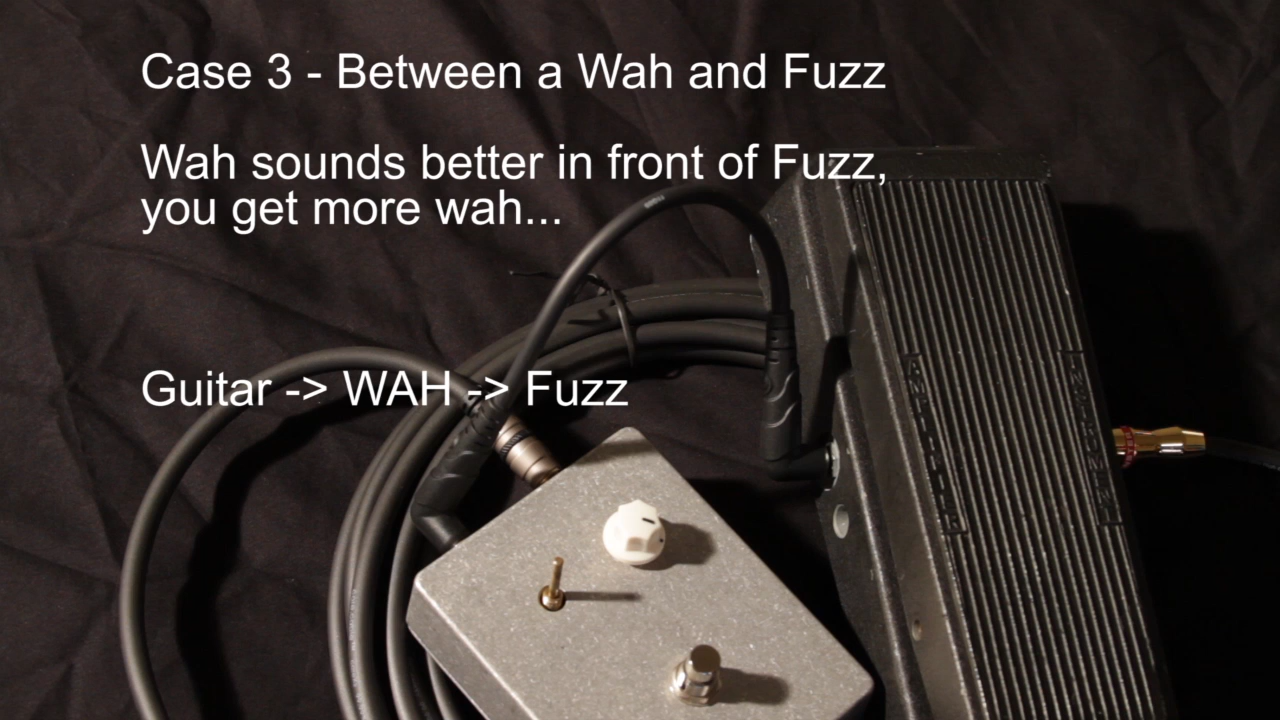 Case 3 - Between a Wah and Fuzz
Wah sounds better in front of Fuzz,
you get more wah...
Guitar -> WAH -> Fuzz